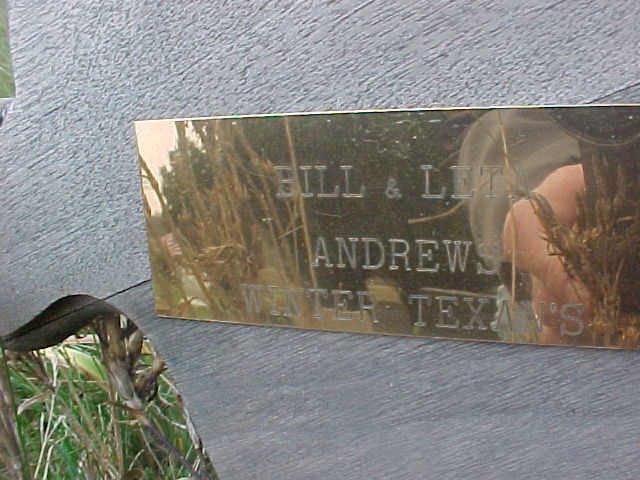 BILL & LETA
ANDREWS
WINTER TEXAN'S